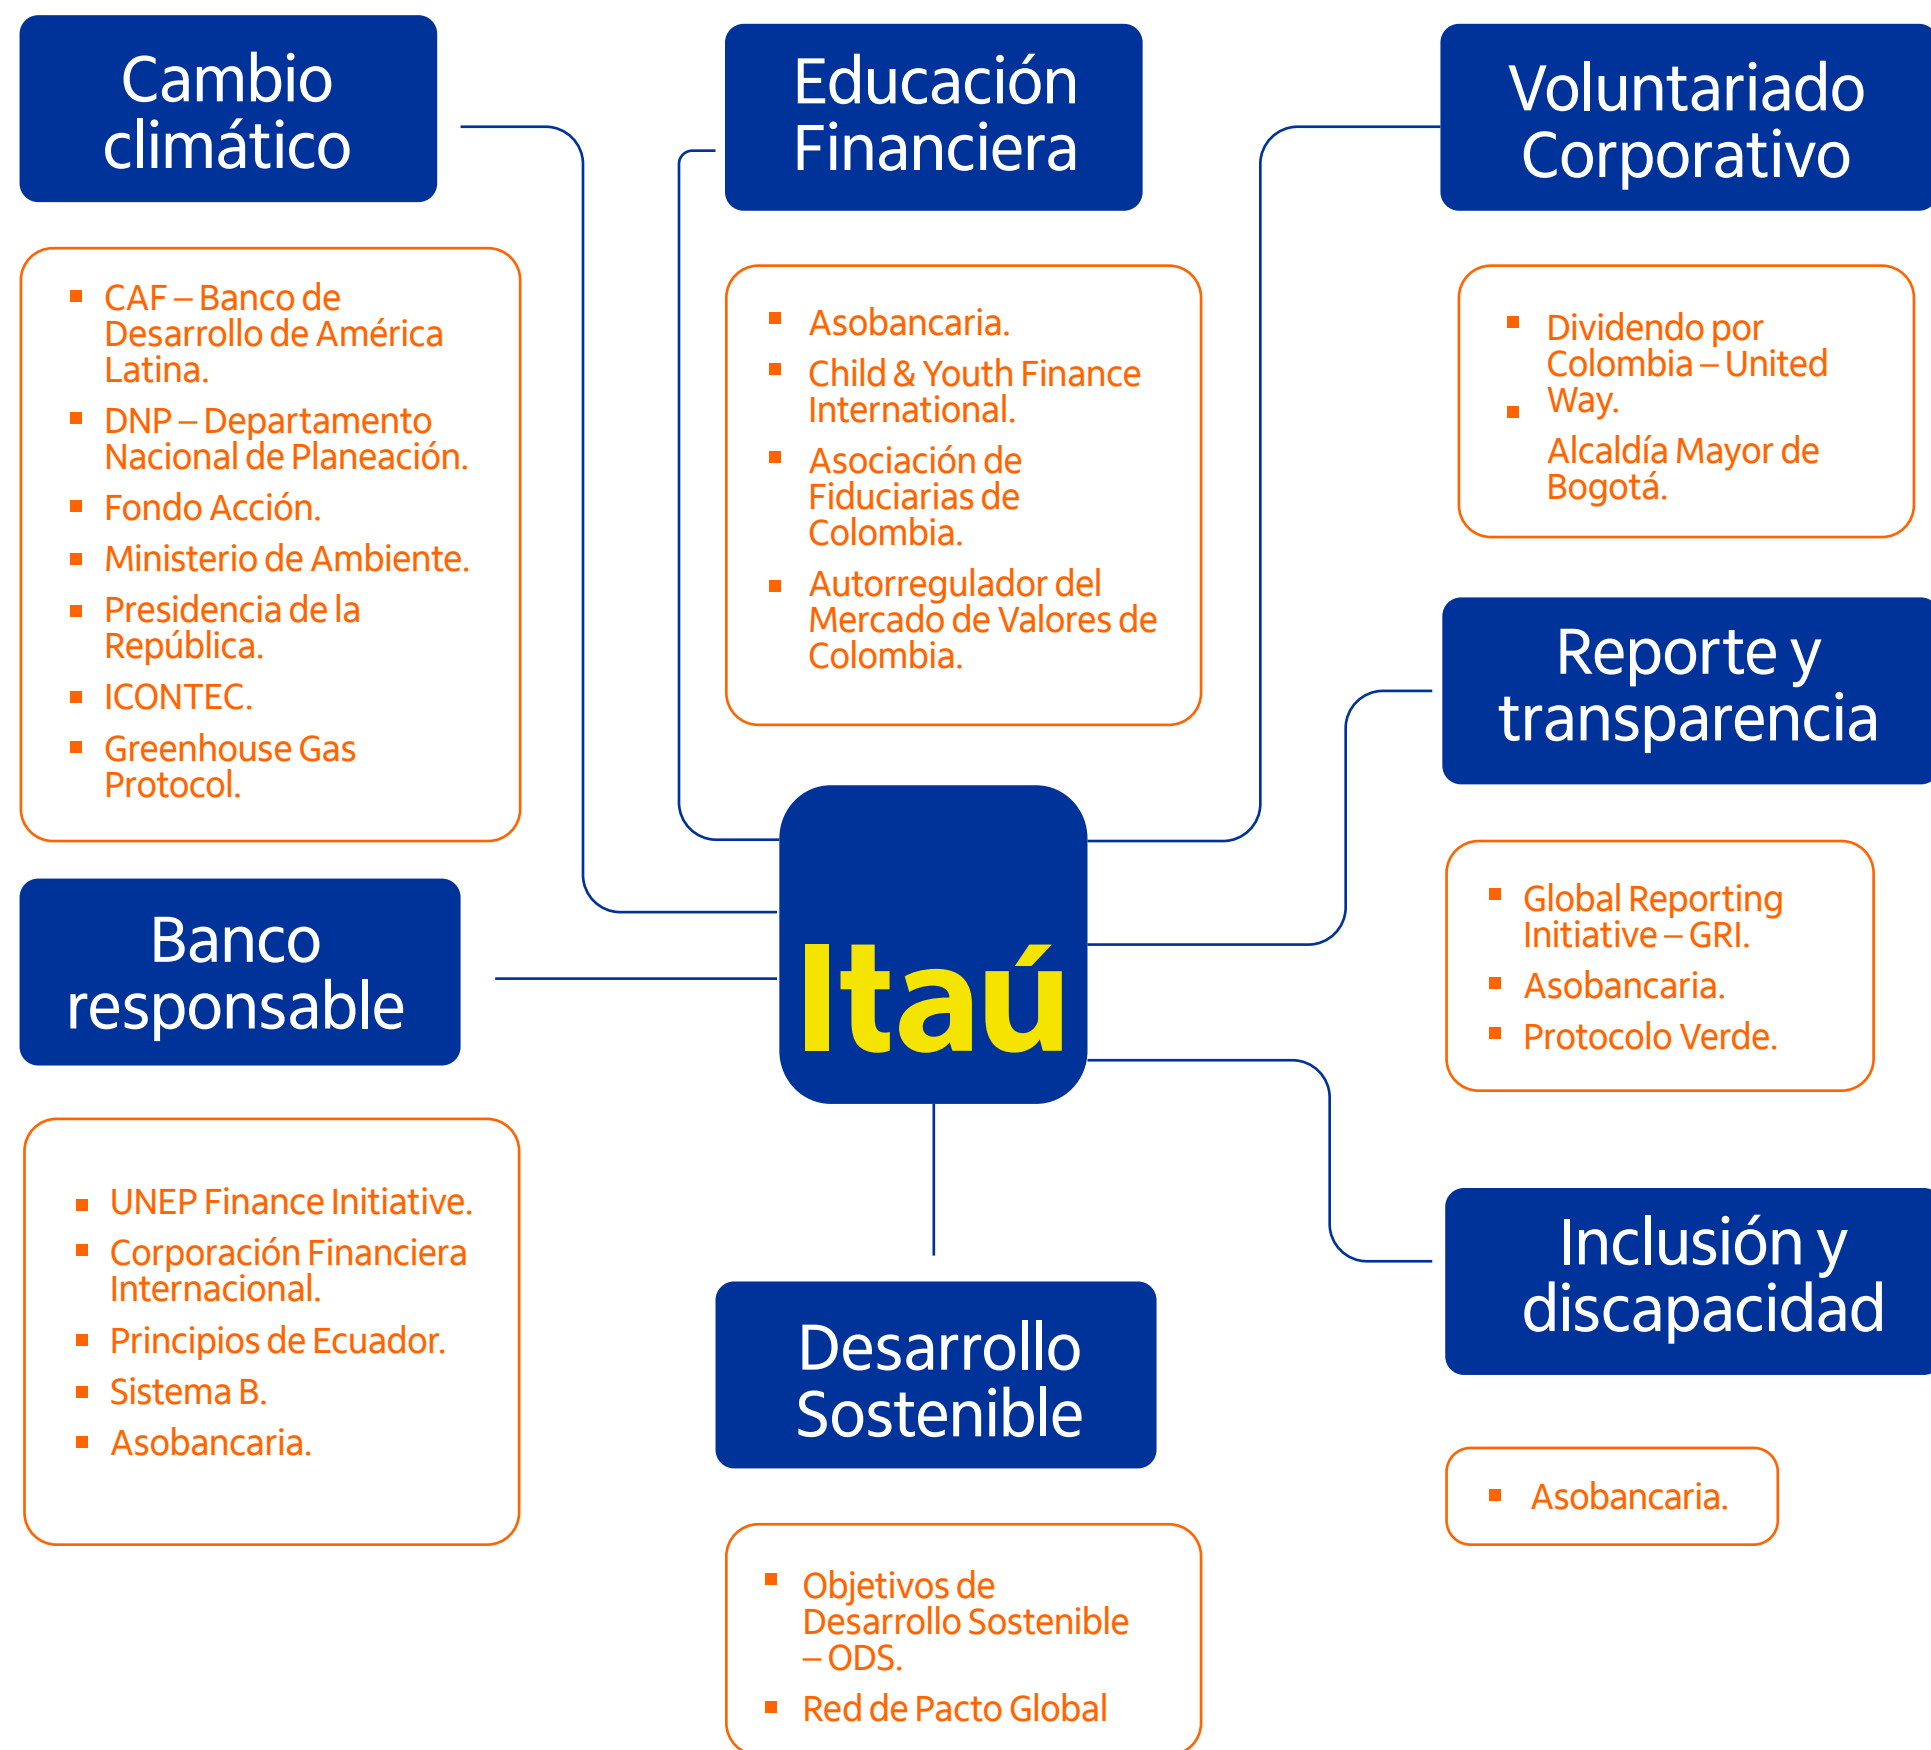 Cambio
climático
CAF – Banco de
Desarrollo de América
Latina.
DNP – Departamento
Nacional de Planeación.
Fondo Acción.
Ministerio de Ambiente.
Presidencia de la
República.
ICONTEC.
Greenhouse Gas
Protocol.
Banco
responsable
UNEP Finance Initiative.
Corporación Financiera
Internacional.
Principios de Ecuador.
Sistema B.
Asobancaria.
Educación
Financiera
Asobancaria.
Child & Youth Finance
International.
Asociación de
Fiduciarias de
Colombia.
Autorregulador del
Mercado de Valores de
Colombia.
Itaú
Desarrollo
Sostenible
Objetivos de
Desarrollo Sostenible
– ODS.
Red de Pacto Global
Voluntariado
Corporativo
Dividendo por
Colombia – United
Way.
Alcaldía Mayor de
Bogotá.
Reporte y
transparencia
Global Reporting
Initiative – GRI.
Asobancaria.
Protocolo Verde.
Inclusión y
discapacidad
Asobancaria.